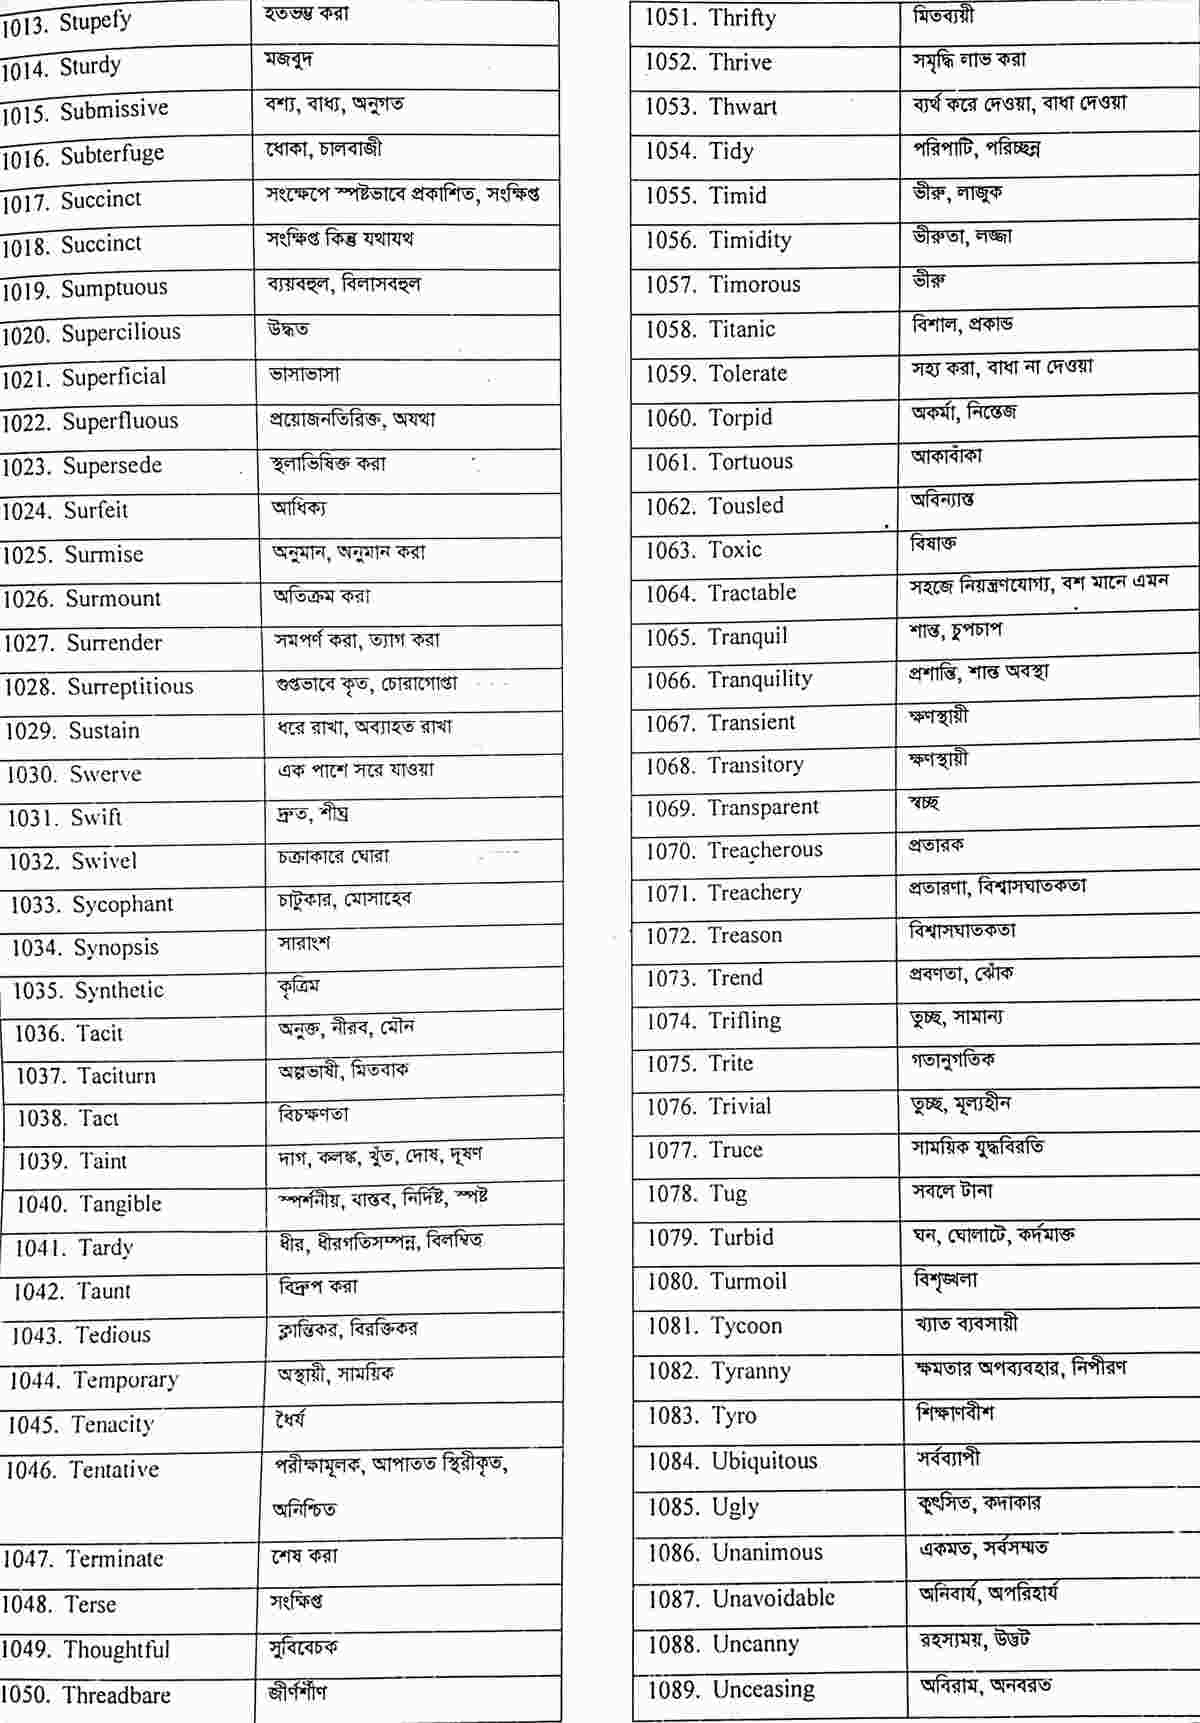 1013. Stupefy হতভম্ভ করা
1014. Sturdy মজবুদ
1015. Submissive বশ্য, বাধ্য, অনুগত
1016. Subterfuge ধোকা, চালবাজী
1017. Succinct সংক্ষেপে স্পষ্টভাবে প্রকাশিত, সংক্ষিপ্ত
1018. Succinct সংক্ষিপ্ত কিন্তু যথাযথ
1019. Sumptuous ব্যয়বহুল, বিলাসবহুল
1020. Supercilious উদ্ধত
1021. Superficial ভাসাভাসা
1022. Superfluous প্রয়োজনতিরিক্ত, অযথা
1023. Supersede স্থলাভিষিক্ত করা
1024. Surfeit আধিক্য
1025. Surmise অনুমান, অনুমান করা
1026. Surmount অতিক্রম করা
1027. Surrender সমপর্ণ করা, ত্যাগ করা
1028. Surreptitious গুপ্তভাবে কৃত, চোরাগোপ্তা
1029. Sustain ধরে রাখা, অব্যাহত রাখা
1030. Swerve এক পাশে সরে যাওয়া
1031. Swift দ্রুত, শীঘ্র
1032. Swivel চক্রাকারে ঘোরা
1033. Sycophant চাটুকার, মোসাহেব
1034. Synopsis সারাংশ
1035. Synthetic কৃত্রিম
1036. Tacit অনুক্ত, নীরব, মৌন
1037. Taciturn অল্পভাষী, মিতবাক
1038. Tact বিচক্ষণতা
1039. Taint দাগ, কলঙ্ক, খুঁত, দোষ, দূষণ
1040. Tangible স্পর্শনীয়, বাস্তব, নির্দিষ্ট, স্পষ্ট
1041. Tardy ধীর, ধীরগতিসম্পন্ন, বিলম্বিত
1042. Taunt বিদ্রুপ করা
1043. Tedious ক্লান্তিকর, বিরক্তিকর
1044. Temporary অস্থায়ী, সাময়িক
1045. Tenacity ধৈর্য
1046. Tentative পরীক্ষামূলক, আপাতত স্থিরীকৃত,
অনিশ্চিত
1047. Terminate শেষ করা
1048. Terse সংক্ষিপ্ত
1049. Thoughtful সুবিবেচক
1050. Threadbare জীর্ণশীর্ণ
1051. Thrifty মিতব্যয়ী
1052. Thrive সমৃদ্ধি লাভ করা
1053. Thwart ব্যর্থ করে দেওয়া, বাধা দেওয়া
1054. Tidy পরিপাটি, পরিচ্ছন্ন
1055. Timid ভীরু, লাজুক
1056. Timidity ভীরুতা, লজ্জা
1057. Timorous ভীরু
1058. Titanic বিশাল, প্রকান্ড
1059. Tolerate সহ্য করা, বাধা না দেওয়া
1060. Torpid অকর্মা, নিস্তেজ
1061. Tortuous আকাবাঁকা
1062. Tousled অবিন্যাস্ত
1063. Toxic বিষাক্ত
1064. Tractable সহজে নিয়ন্ত্রণযোগ্য, বশ মানে এমন
1065. Tranquil শান্ত, চুপচাপ
1066. Tranquility প্রশান্তি, শান্ত অবস্থা
1067. Transient ক্ষণস্থায়ী
1068. Transitory ক্ষণস্থায়ী
1069. Transparent স্বচ্ছ
1070. Treacherous প্রতারক
1071. Treachery প্রতারণা, বিশ্বাসঘাতকতা
1072. Treason বিশ্বাসঘাতকতা
1073. Trend প্রবণতা, ঝোঁক
1074. Trifling তুচ্ছ, সামান্য
1075. Trite গতানুগতিক
1076. Trivial তুচ্ছ, মূল্যহীন
1077. Truce সাময়িক যুদ্ধবিরতি
1078. Tug সবলে টানা
1079. Turbid ঘন, ঘোলাটে, কর্দমাক্ত
1080. Turmoil বিশৃঙ্খলা
1081. Tycoon খ্যাত ব্যবসায়ী
1082. Tyranny ক্ষমতার অপব্যবহার, নিপীরণ
1083. Tyro শিক্ষাণবীশ
1084. Ubiquitous সর্বব্যাপী
1085. Ugly কুৎসিত, কদাকার
1086. Unanimous একমত, সর্বসম্মত
1087. Unavoidable অনিবার্য, অপরিহার্য
1088. Uncanny রহস্যময়, উদ্ভট
1089. Unceasing অবিরাম, অনবরত